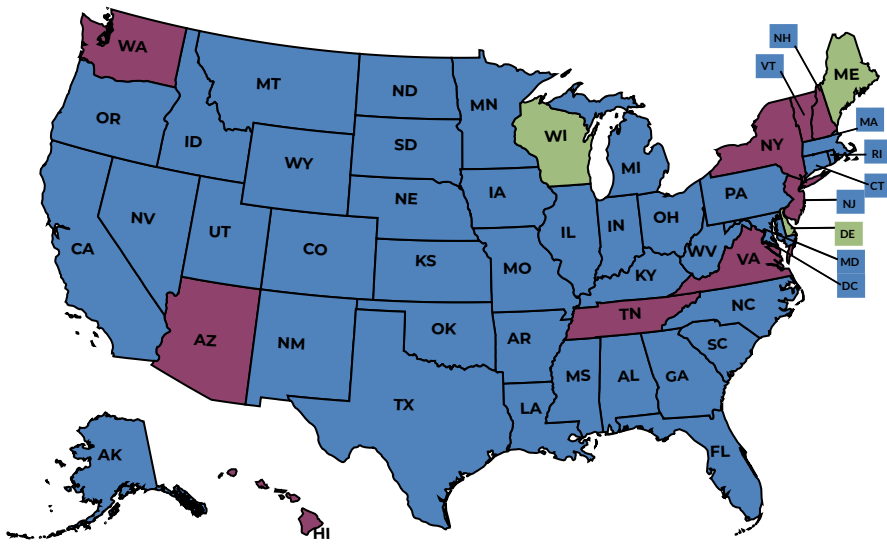 NH
WA
VT
ME
MT
ND
MN
OR
MA
WI
ID
SD
NY
RI
WY
MI
CT
IA
PA
NE
NJ
NV
OH
IL
IN
UT
DE
CO
WV
CA
KS
VA
MD
MO
KY
DC
NC
TN
OK
AR
AZ
NM
SC
MS
AL
GA
TX
LA
FL
AK
HI